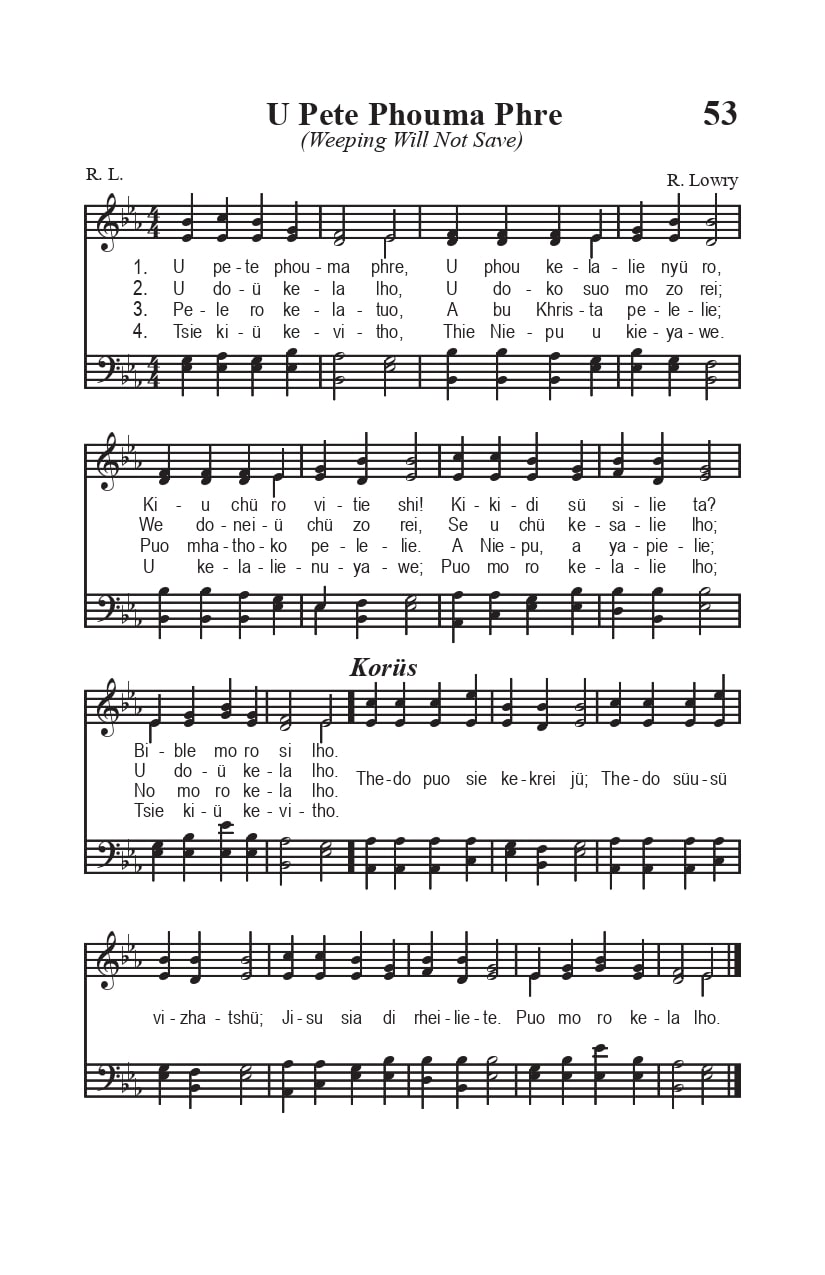 U Pete Phouma Phre 53
(Weeping Will Not Save)
R. L. R. Lowry
1. U pe-te phou-ma phre, U phou ke-la-lie nyü ro,
2. U do-ü ke-la lho, U do-ko suo mo zo rei;
3. Pe-le ro ke-la-tuo, A bu Khris-ta pe-le-lie;
4. Tsie ki-ü ke-vi-tho, Thie Nie-pu u kie-ya-we.
Ki-u chü ro vi-tie shi! Ki-ki-di sü si-lie ta?
We do-nei-ü chü zo rei, Se u chü ke-sa-lie lho;
Puo mha-tho-ko pe-le-lie. A Nie-pu, a ya-pie-lie;
U ke-la-lie-nu-ya-we; Puo mo ro ke-la-lie lho;
Korüs
Bi-ble mo ro si lho.
U do-ü ke-la lho.
No mo ro ke-la lho.
Tsie ki-ü ke-vi-tho.
The-do puo sie ke-krei jü; The-do süu-sü
vi-zha-tshü; Ji-su sia di rhei-lie-te. Puo mo ro ke-la lho.